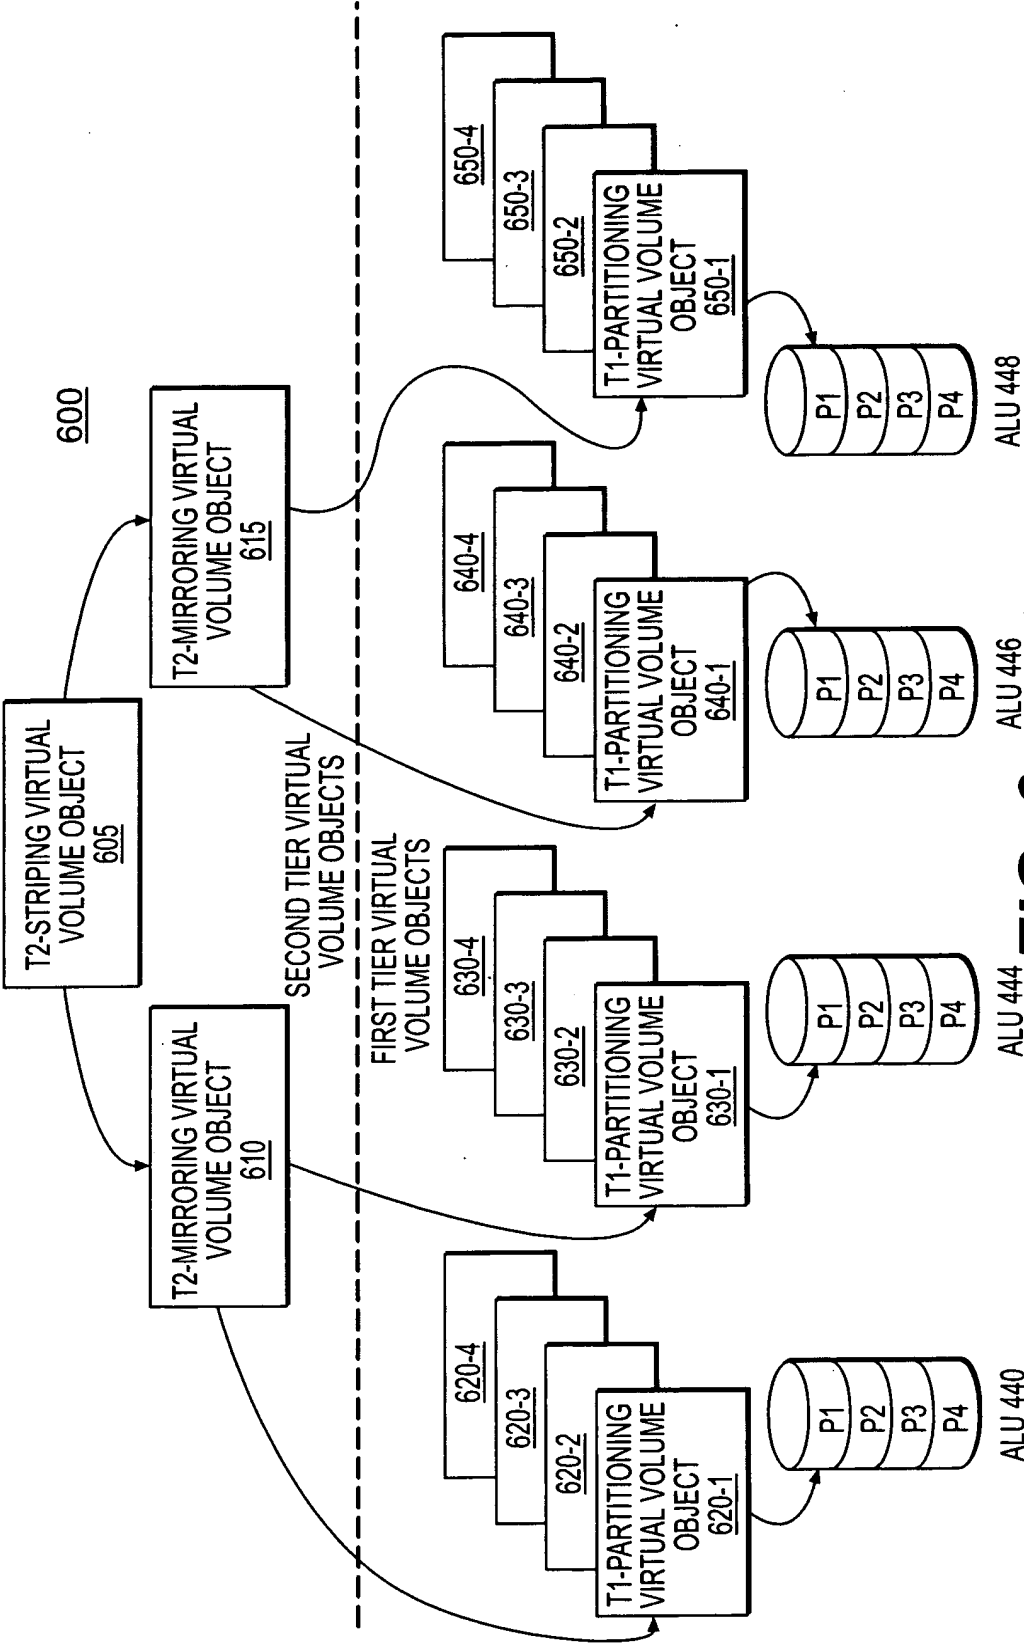 600
T2-STRIPING VIRTUAL
VOLUME OBJECT
605
T2-MIRRORING VIRTUAL
VOLUME OBJECT
610
T2-MIRRORING VIRTUAL
VOLUME OBJECT
615
SECOND TIER VIRTUAL
VOLUME OBJECTS
FIRST TIER VIRTUAL
VOLUME OBJECTS
620-4
620-3
620-2
T1-PARTITIONING
VIRTUAL VOLUME
OBJECT
620-1
630-4
630-3
630-2
T1-PARTITIONING
VIRTUAL VOLUME
OBJECT
630-1
640-4
640-3
640-2
T1-PARTITIONING
VIRTUAL VOLUME
OBJECT
640-1
650-4
650-3
650-2
T1-PARTITIONING
VIRTUAL VOLUME
OBJECT
650-1
P1
P2
P3
P4
ALU 440
P1
P2
P3
P4
ALU 444
P1
P2
P3
P4
ALU 446
P1
P2
P3
P4
ALU 448